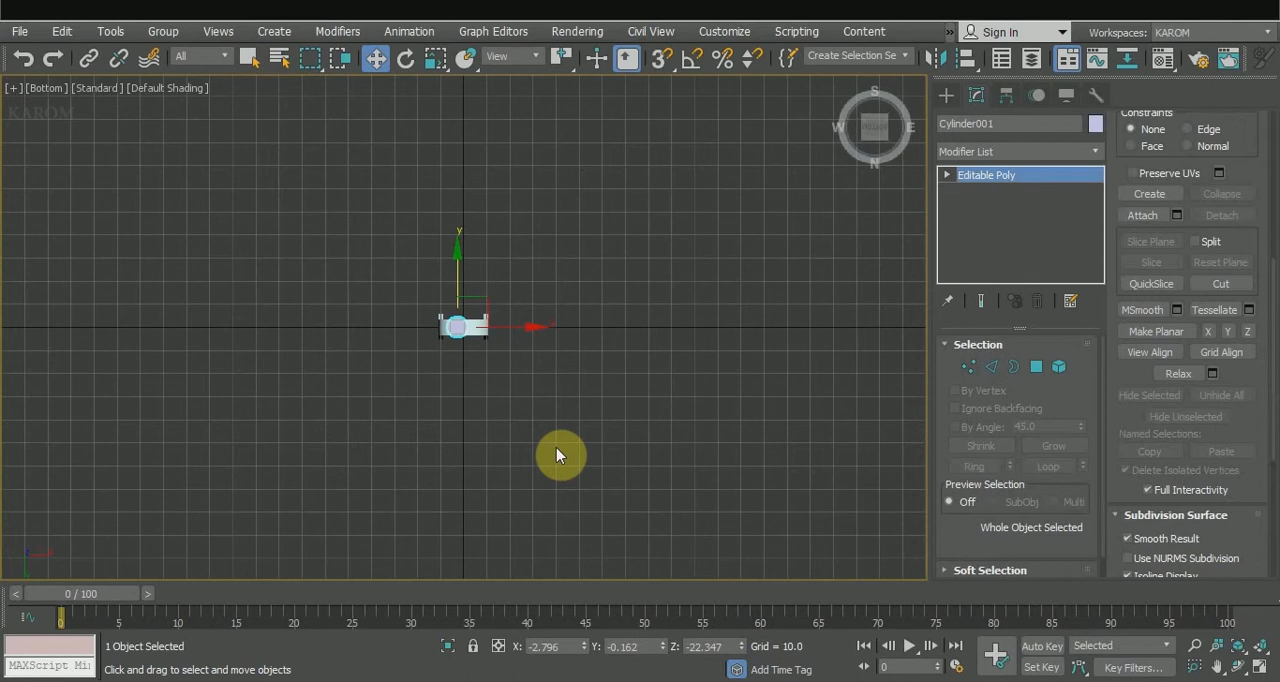 File Edit Tools Group Views Create Modifiers Animation Graph Editors Rendering Civil View Customize Scripting Content » Sign In Workspaces: KAROM
All View Create Selection Se
[+] [Bottom] [Standard] [Default Shading]
KAROM
S
W E
N
y
Cylinder001
Modifier List
Editable Poly
Selection
By Vertex
Ignore Backfacing
By Angle: 45.0
Shrink Grow
Ring Loop
Preview Selection
Off SubObj Multi
Whole Object Selected
Soft Selection
Constraints
None Edge
Face Normal
Preserve UVs
Create Collapse
Attach Detach
Slice Plane Split
Slice Reset Plane
QuickSlice Cut
MSmooth Tessellate
Make Planar X Y Z
View Align Grid Align
Relax
Hide Selected Unhide All
Hide Unselected
Named Selections:
Copy Paste
Delete Isolated Vertices
Full Interactivity
Subdivision Surface
Smooth Result
Use NURMS Subdivision
Isoline Display
< 0 / 100 >
0 5 10 15 20 25 30 35 40 45 50 55 60 65 70 75 80 85 90 95 100
1 Object Selected X: -2.796 Y: -0.162 Z: -22.347 Grid = 10.0 Auto Key Selected
MAXScript Mi Click and drag to select and move objects Add Time Tag 0 Set Key Key Filters...